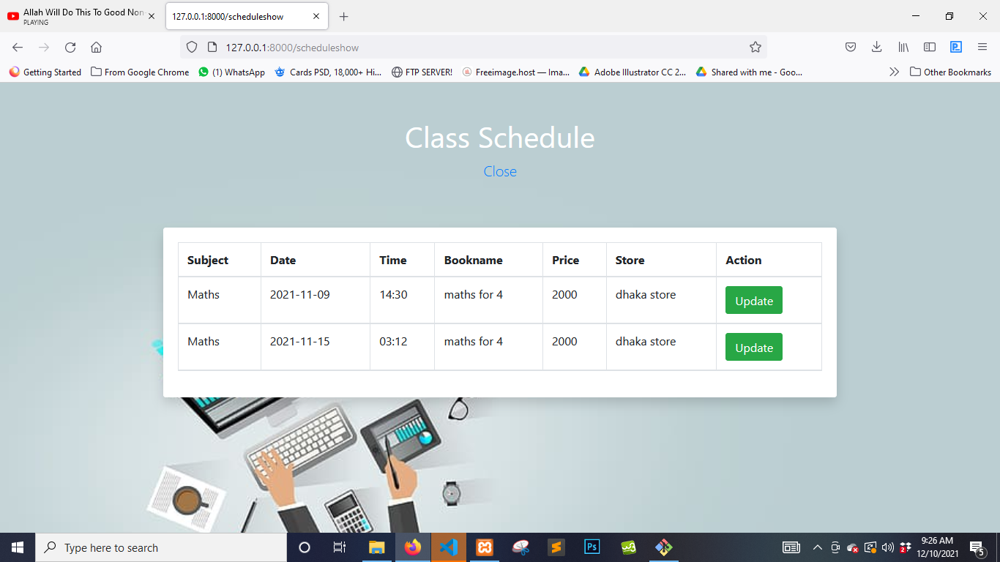 Allah Will Do This To Good Non-
PLAYING
127.0.0.1:8000/scheduleshow
127.0.0.1:8000/scheduleshow
Getting Started From Google Chrome (1) WhatsApp Cards PSD, 18,000+ Hi... FTP SERVER! Freeimage.host — Ima... Adobe Illustrator CC 2... Shared with me - Goo... Other Bookmarks
Class Schedule
Close
Subject Date Time Bookname Price Store Action
Maths 2021-11-09 14:30 maths for 4 2000 dhaka store Update
Maths 2021-11-15 03:12 maths for 4 2000 dhaka store Update
Type here to search
Ps
9:26 AM
12/10/2021
5